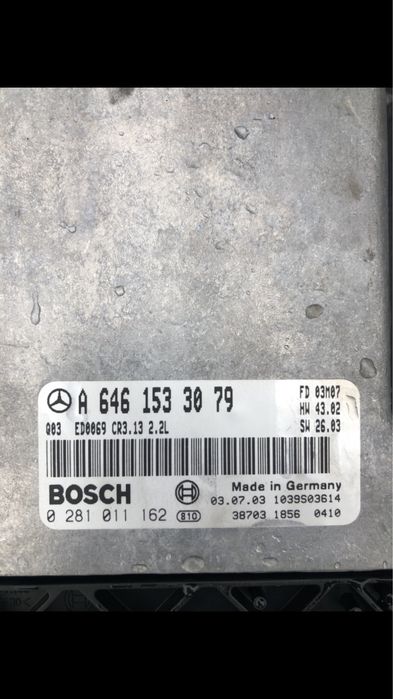 A 646 153 30 79
FD 03M07
HW 43.02
Q03 ED0069 CR3.13 2.2L
SW 26.03
BOSCH
Made in Germany
03.07.03 1039S03614
0 281 011 162 810
38703 1856 0410